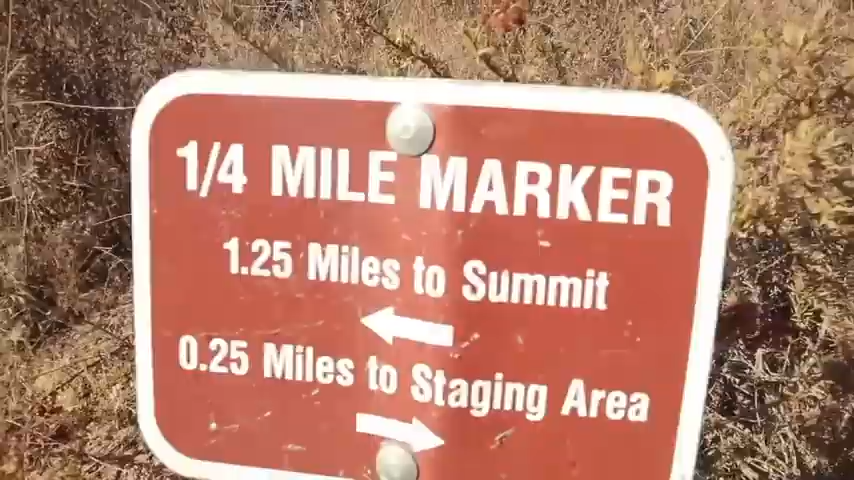 1/4 MILE MARKER
1.25 Miles to Summit
0.25 Miles to Staging Area